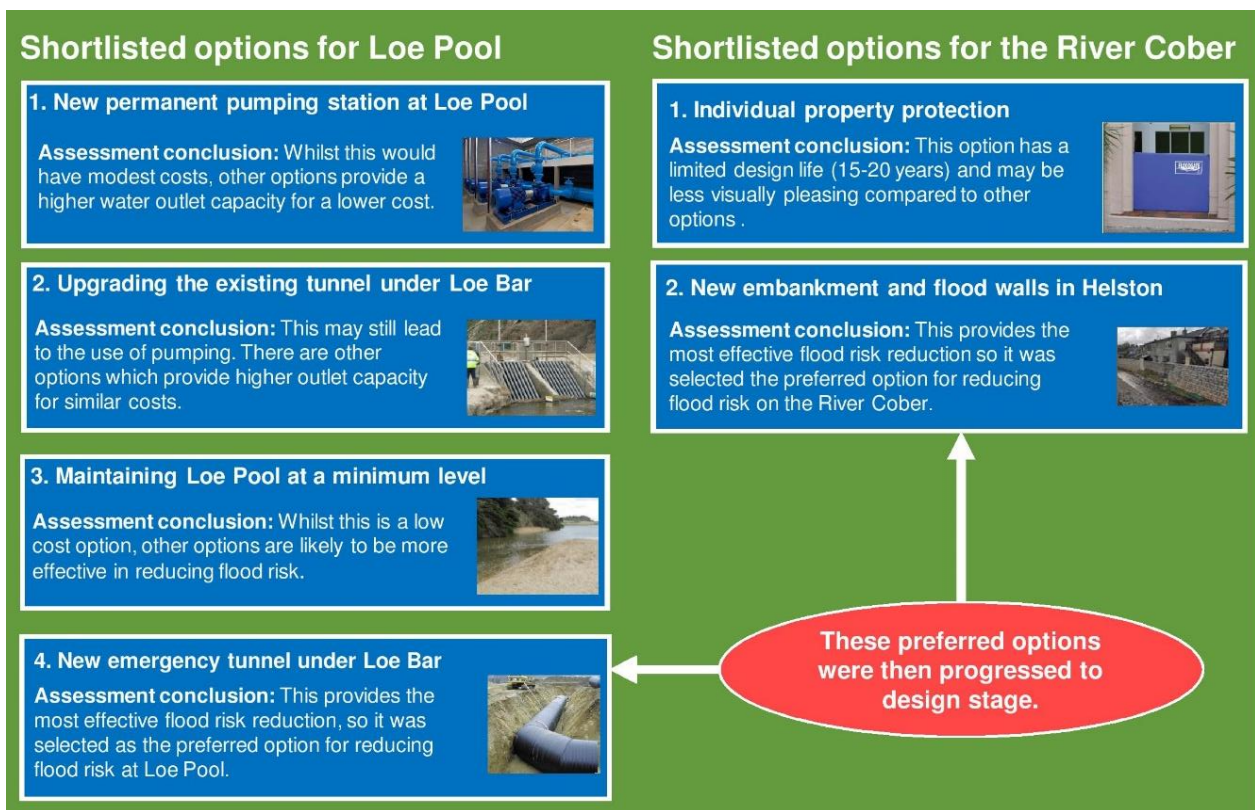 Shortlisted options for Loe Pool
1. New permanent pumping station at Loe Pool
Assessment conclusion: Whilst this would
have modest costs, other options provide a
higher water outlet capacity for a lower cost.
2. Upgrading the existing tunnel under Loe Bar
Assessment conclusion: This may still lead
to the use of pumping. There are other
options which provide higher outlet capacity
for similar costs.
3. Maintaining Loe Pool at a minimum level
Assessment conclusion: Whilst this is a low
cost option, other options are likely to be more
effective in reducing flood risk.
4. New emergency tunnel under Loe Bar
Assessment conclusion: This provides the
most effective flood risk reduction, so it was
selected as the preferred option for reducing
flood risk at Loe Pool.
Shortlisted options for the River Cober
1. Individual property protection
Assessment conclusion: This option has a
limited design life (15-20 years) and may be
less visually pleasing compared to other
options .
2. New embankment and flood walls in Helston
Assessment conclusion: This provides the
most effective flood risk reduction so it was
selected the preferred option for reducing
flood risk on the River Cober.
These preferred options
were then progressed to
design stage.